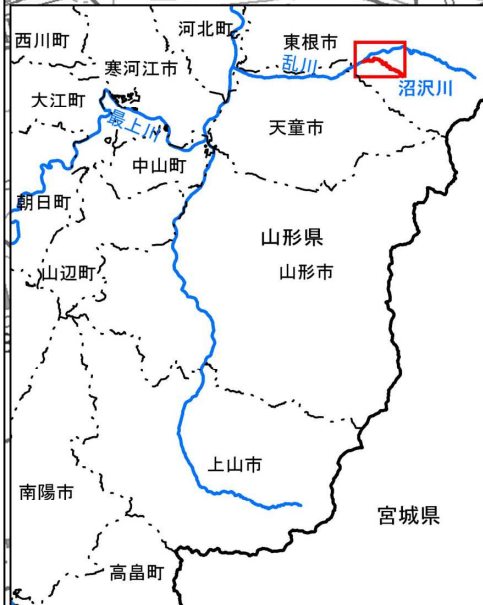 河北町
西川町
東根市
乱川
寒河江市
沼沢川
大江町
最上川
天童市
中山町
朝日町
山形県
山辺町
山形市
上山市
南陽市
宮城県
高畠町